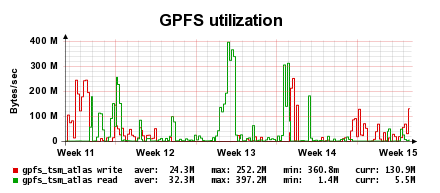 GPFS utilization
Bytes/sec
400 M
300 M
200 M
100 M
0
Week 11 Week 12 Week 13 Week 14 Week 15
gpfs_tsm_atlas write aver: 24.3M max: 252.2M min: 360.8m curr: 130.9M
gpfs_tsm_atlas read aver: 32.3M max: 397.2M min: 1.4M curr: 5.5M